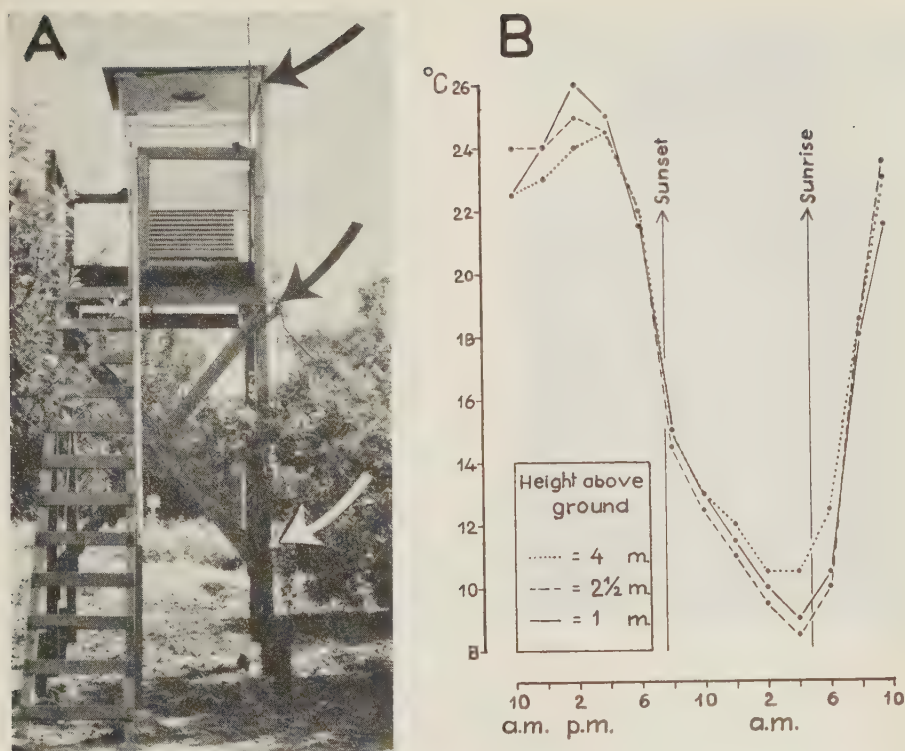 A
B
°C
26
24
22
20
18
16
14
12
10
8
Sunset
Sunrise
Height above
ground
= 4 m.
= 2½ m.
= 1 m.
10 2 6 10 2 6 10
a.m. p.m. a.m.